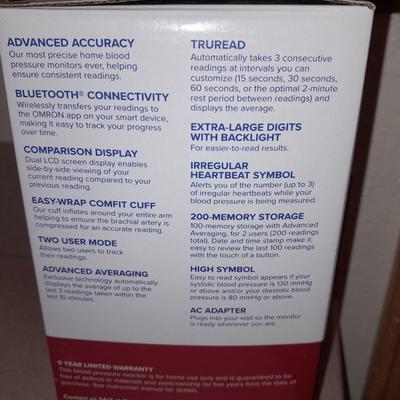 ADVANCED ACCURACY
Our most precise home blood
pressure monitors ever, helping
ensure consistent readings.
BLUETOOTH® CONNECTIVITY
Wirelessly transfers your readings to
the OMRON app on your smart device,
making it easy to track your progress
over time.
COMPARISON DISPLAY
Dual LCD screen display enables
side-by-side viewing of your
current reading compared to your
previous reading.
EASY-WRAP COMFIT CUFF
Our cuff inflates around your entire arm
helping to ensure the brachial artery is
compressed for an accurate reading.
TWO USER MODE
Allows two users to track
their readings.
ADVANCED AVERAGING
Exclusive technology automatically
displays the average of up to the
last 3 readings taken within the
last 10 minutes.
TRUREAD
Automatically takes 3 consecutive
readings at intervals you can
customize (15 seconds, 30 seconds,
60 seconds, or the optimal 2-minute
rest period between readings) and
displays the average.
EXTRA-LARGE DIGITS
WITH BACKLIGHT
For easier-to-read results.
IRREGULAR
HEARTBEAT SYMBOL
Alerts you of the number (up to 3)
of irregular heartbeats while your
blood pressure is being measured.
200-MEMORY STORAGE
100-memory storage with Advanced
Averaging, for 2 users (200 readings
total). Date and time stamp make it
easy to review the last 100 readings
with the touch of a button.
HIGH SYMBOL
Easy to read symbol appears if your
systolic blood pressure is 130 mmHg
or above and/or your diastolic blood
pressure is 80 mmHg or above.
AC ADAPTER
Plugs into your wall so the monitor
is ready whenever you are.
5 YEAR LIMITED WARRANTY
This blood pressure monitor is for home use only and is guaranteed to be
free of defects in materials and workmanship for five years from the date of
purchase. See instruction manual for details.
Contact us 24/7 at